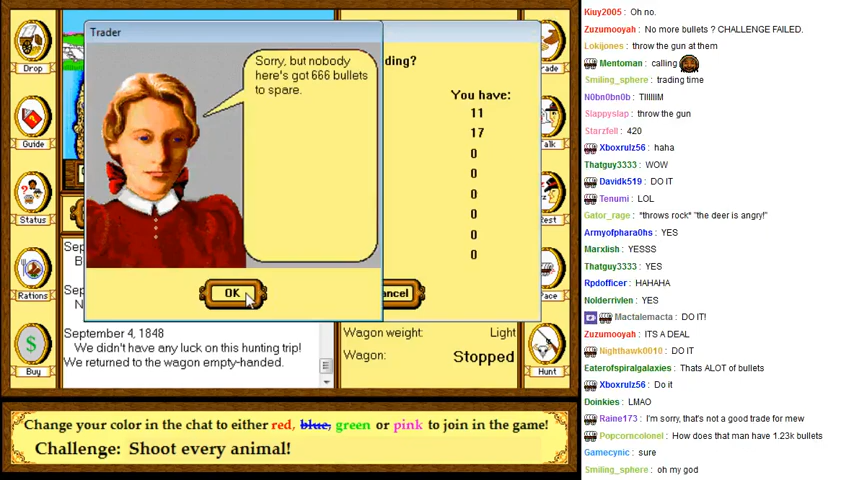 Drop
Guide
Status
Rations
Buy
Trader
Sorry, but nobody
here's got 666 bullets
to spare.
OK
ding?
You have:
11
17
0
0
0
0
0
0
ancel
Sep
B
Sep
N
September 4, 1848
We didn't have any luck on this hunting trip!
We returned to the wagon empty-handed.
Wagon weight: Light
Wagon: Stopped
rade
alk
Rest
Pace
Hunt
Change your color in the chat to either red, blue, green or pink to join in the game!
Challenge: Shoot every animal!
Kiuy2005 : Oh no.
Zuzumooyah: No more bullets ? CHALLENGE FAILED.
Lokijones : throw the gun at them
Mentoman : calling
Smiling_sphere : trading time
N0bn0bn0b : TIIIIIIM
Slappyslap : throw the gun
Starzfell : 420
Xboxrulz56 : haha
Thatguy3333 : WOW
Davidk519 : DO IT
Tenumi : LOL
Gator_rage : *throws rock* "the deer is angry!"
Armyofphara0hs : YES
Marxlish : YESSS
Thatguy3333 : YES
Rpdofficer : HAHAHA
Nolderrivlen : YES
Mactalernacta : DO IT!
Zuzumooyah: ITS A DEAL
Nighthawk0010 : DO IT
Eaterofspiralgalaxies : Thats ALOT of bullets
Xboxrulz56 : Do it
Doinkies : LMAO
Raine173 : I'm sorry, that's not a good trade for mew
Popcorncolonel : How does that man have 1.23k bullets
Gamecynic : sure
Smiling_sphere : oh my god